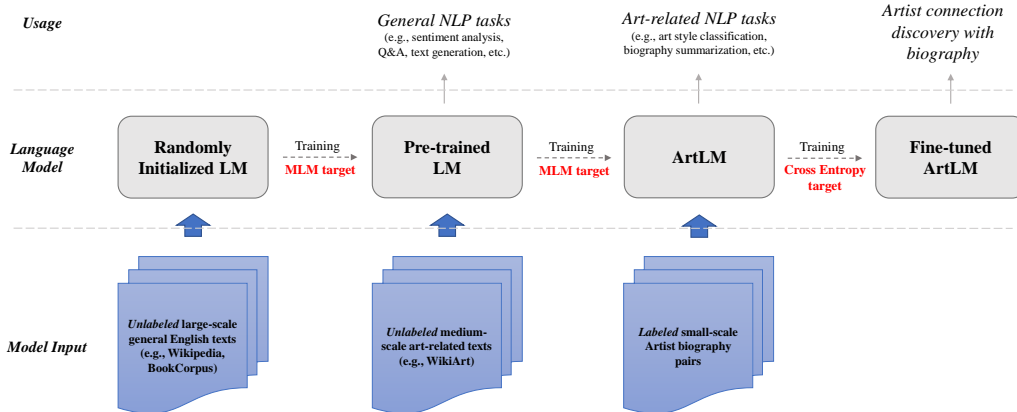 Usage
General NLP tasks
(e.g., sentiment analysis,
Q&A, text generation, etc.)
Art-related NLP tasks
(e.g., art style classification,
biography summarization, etc.)
Artist connection
discovery with
biography
Language
Model
Randomly
Initialized LM
Training
MLM target
Pre-trained
LM
Training
MLM target
ArtLM
Training
Cross Entropy
target
Fine-tuned
ArtLM
Model Input
Unlabeled large-scale
general English texts
(e.g., Wikipedia,
BookCorpus)
Unlabeled medium-
scale art-related texts
(e.g., WikiArt)
Labeled small-scale
Artist biography
pairs